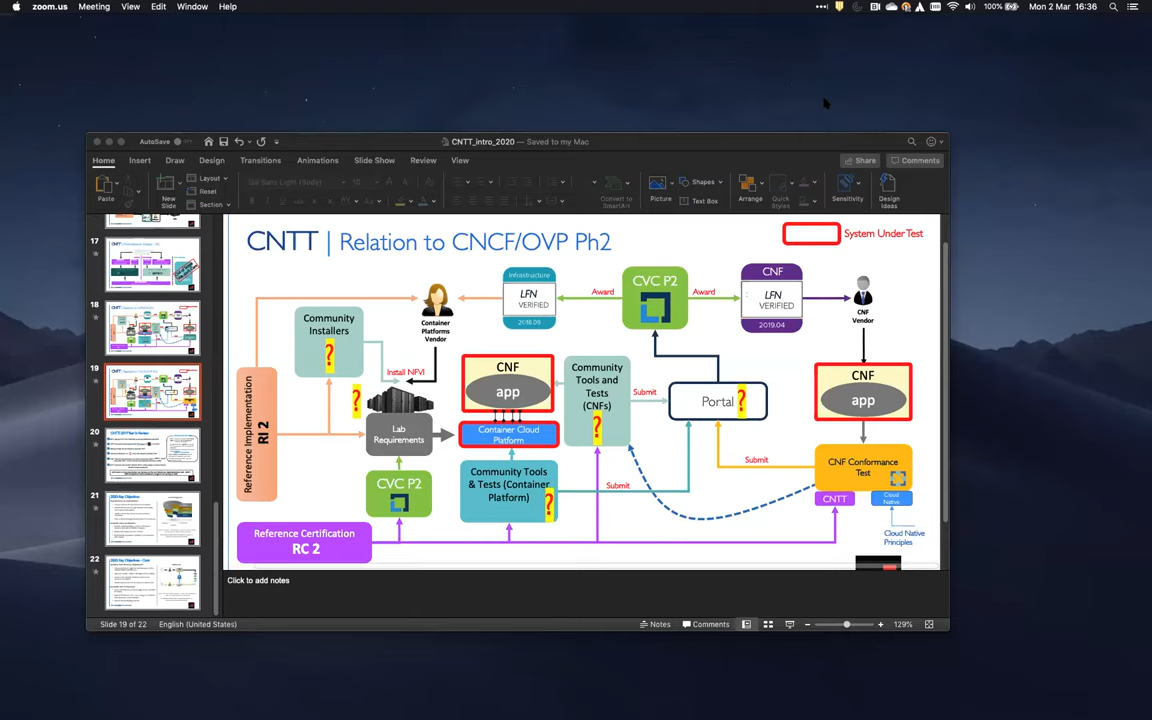 zoom.us Meeting View Edit Window Help
100% Mon 2 Mar 16:36
AutoSave
CNTT_intro_2020 — Saved to my Mac
Home Insert Draw Design Transitions Animations Slide Show Review View
Share Comments
Paste
New Slide
Layout
Reset
Section
Convert to SmartArt
Picture
Shapes
Text Box
Arrange
Quick Styles
Sensitivity
Design Ideas
17
18
19
20
21
22
CNTT | Relation to CNCF/OVP Ph2
System Under Test
Community
Installers
?
Container
Platforms
Vendor
Infrastructure
LFN
VERIFIED
2018.09
Award
CVC P2
Award
CNF
LFN
VERIFIED
2019.04
CNF
Vendor
Install NFVI
?
Reference Implementation
RI 2
Lab
Requirements
CNF
app
Container Cloud
Platform
Community
Tools and
Tests
(CNFs)
?
Submit
Portal ?
CNF
app
CVC P2
Community Tools
& Tests (Container
Platform)
?
Submit
Submit
CNF Conformance
Test
CNTT
Cloud
Native
Cloud Native
Principles
Reference Certification
RC 2
Click to add notes
Slide 19 of 22 English (United States)
Notes Comments 129%